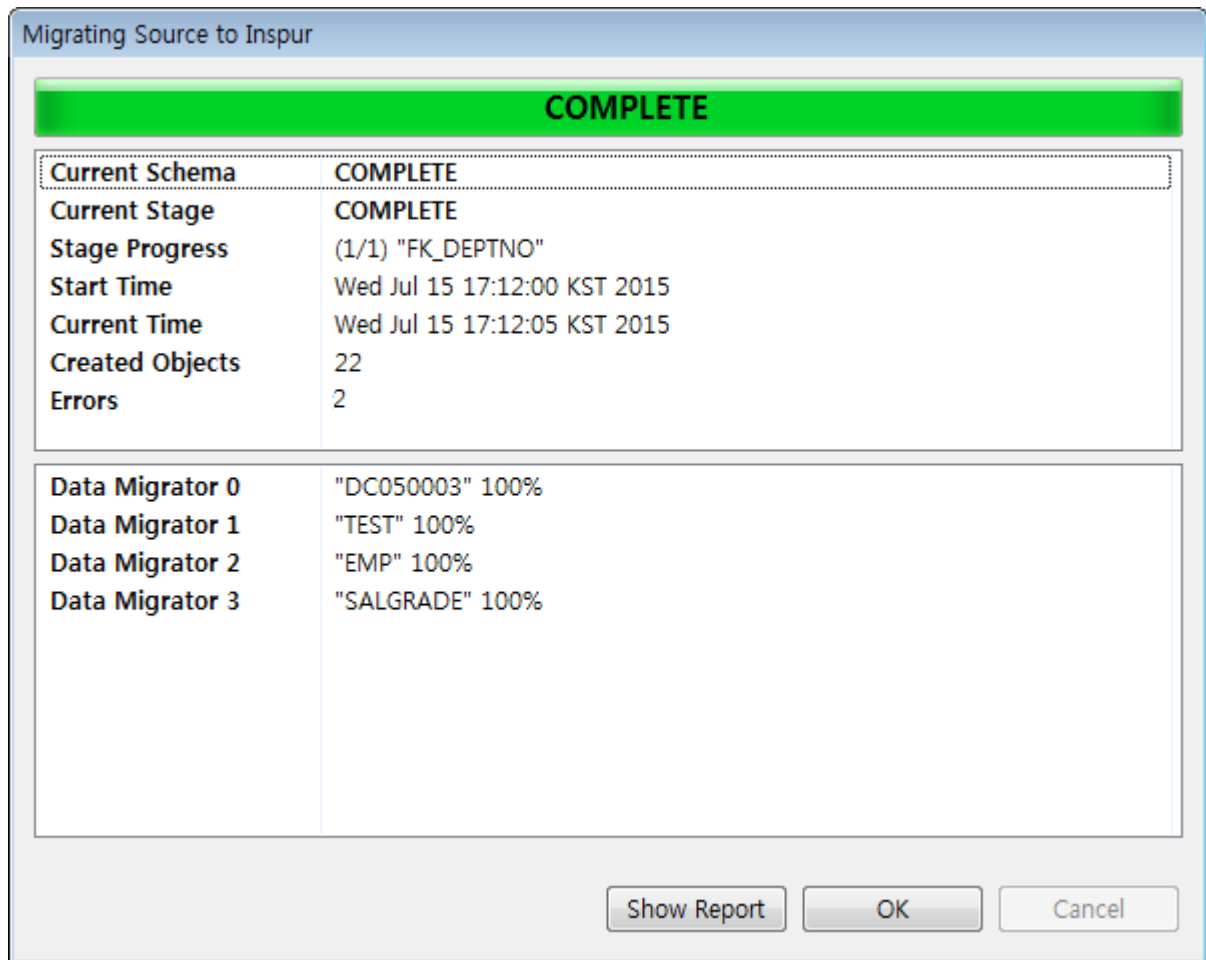 Migrating Source to Inspur
COMPLETE
Current Schema COMPLETE
Current Stage COMPLETE
Stage Progress (1/1) "FK_DEPTNO"
Start Time Wed Jul 15 17:12:00 KST 2015
Current Time Wed Jul 15 17:12:05 KST 2015
Created Objects 22
Errors 2
Data Migrator 0 "DC050003" 100%
Data Migrator 1 "TEST" 100%
Data Migrator 2 "EMP" 100%
Data Migrator 3 "SALGRADE" 100%
Show Report OK Cancel